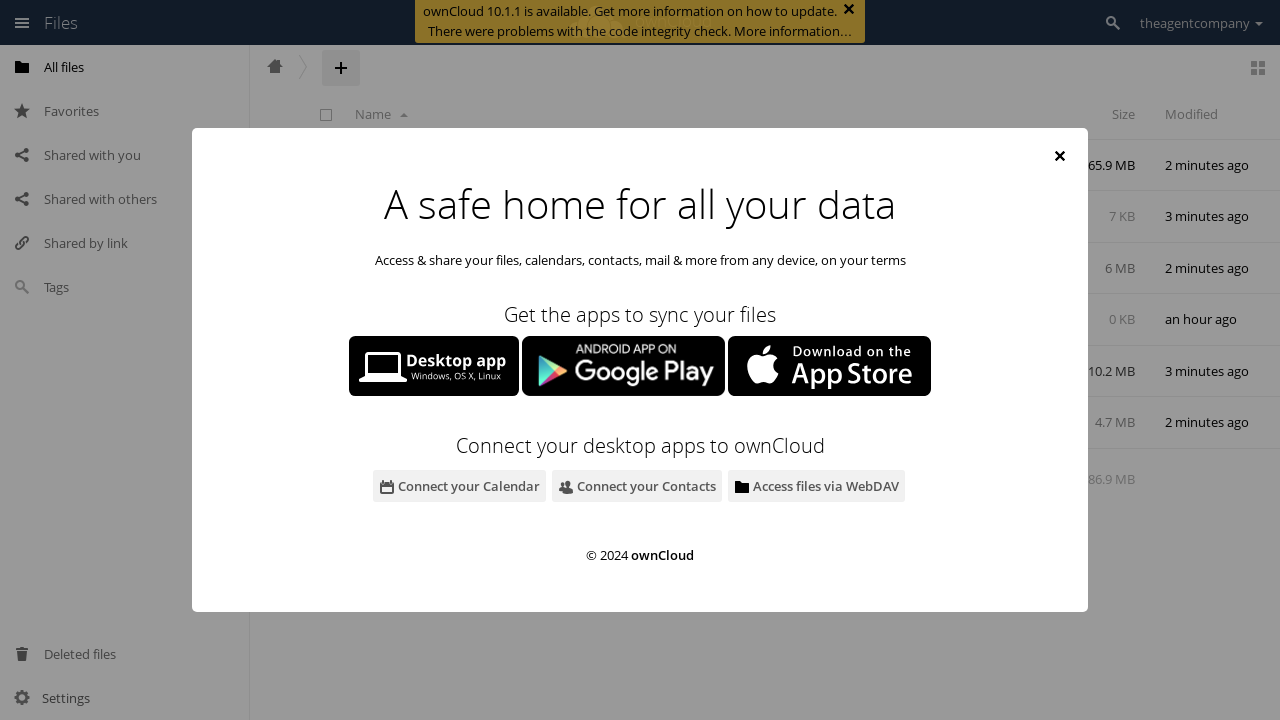 Files
ownCloud 10.1.1 is available. Get more information on how to update.
There were problems with the code integrity check. More information…
theagentcompany
All files
Favorites
Shared with you
Shared with others
Shared by link
Tags
Deleted files
Settings
Name
Size
Modified
65.9 MB
2 minutes ago
7 KB
3 minutes ago
6 MB
2 minutes ago
0 KB
an hour ago
10.2 MB
3 minutes ago
4.7 MB
2 minutes ago
86.9 MB
A safe home for all your data
Access & share your files, calendars, contacts, mail & more from any device, on your terms
Get the apps to sync your files
Desktop app
Windows, OS X, Linux
ANDROID APP ON
Google Play
Download on the
App Store
Connect your desktop apps to ownCloud
Connect your Calendar
Connect your Contacts
Access files via WebDAV
© 2024 ownCloud